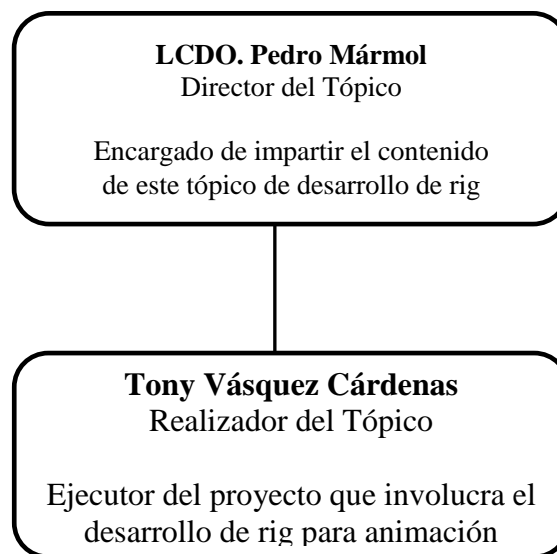 LCDO. Pedro Mármol
Director del Tópico
Encargado de impartir el contenido
de este tópico de desarrollo de rig
Tony Vásquez Cárdenas
Realizador del Tópico
Ejecutor del proyecto que involucra el
desarrollo de rig para animación